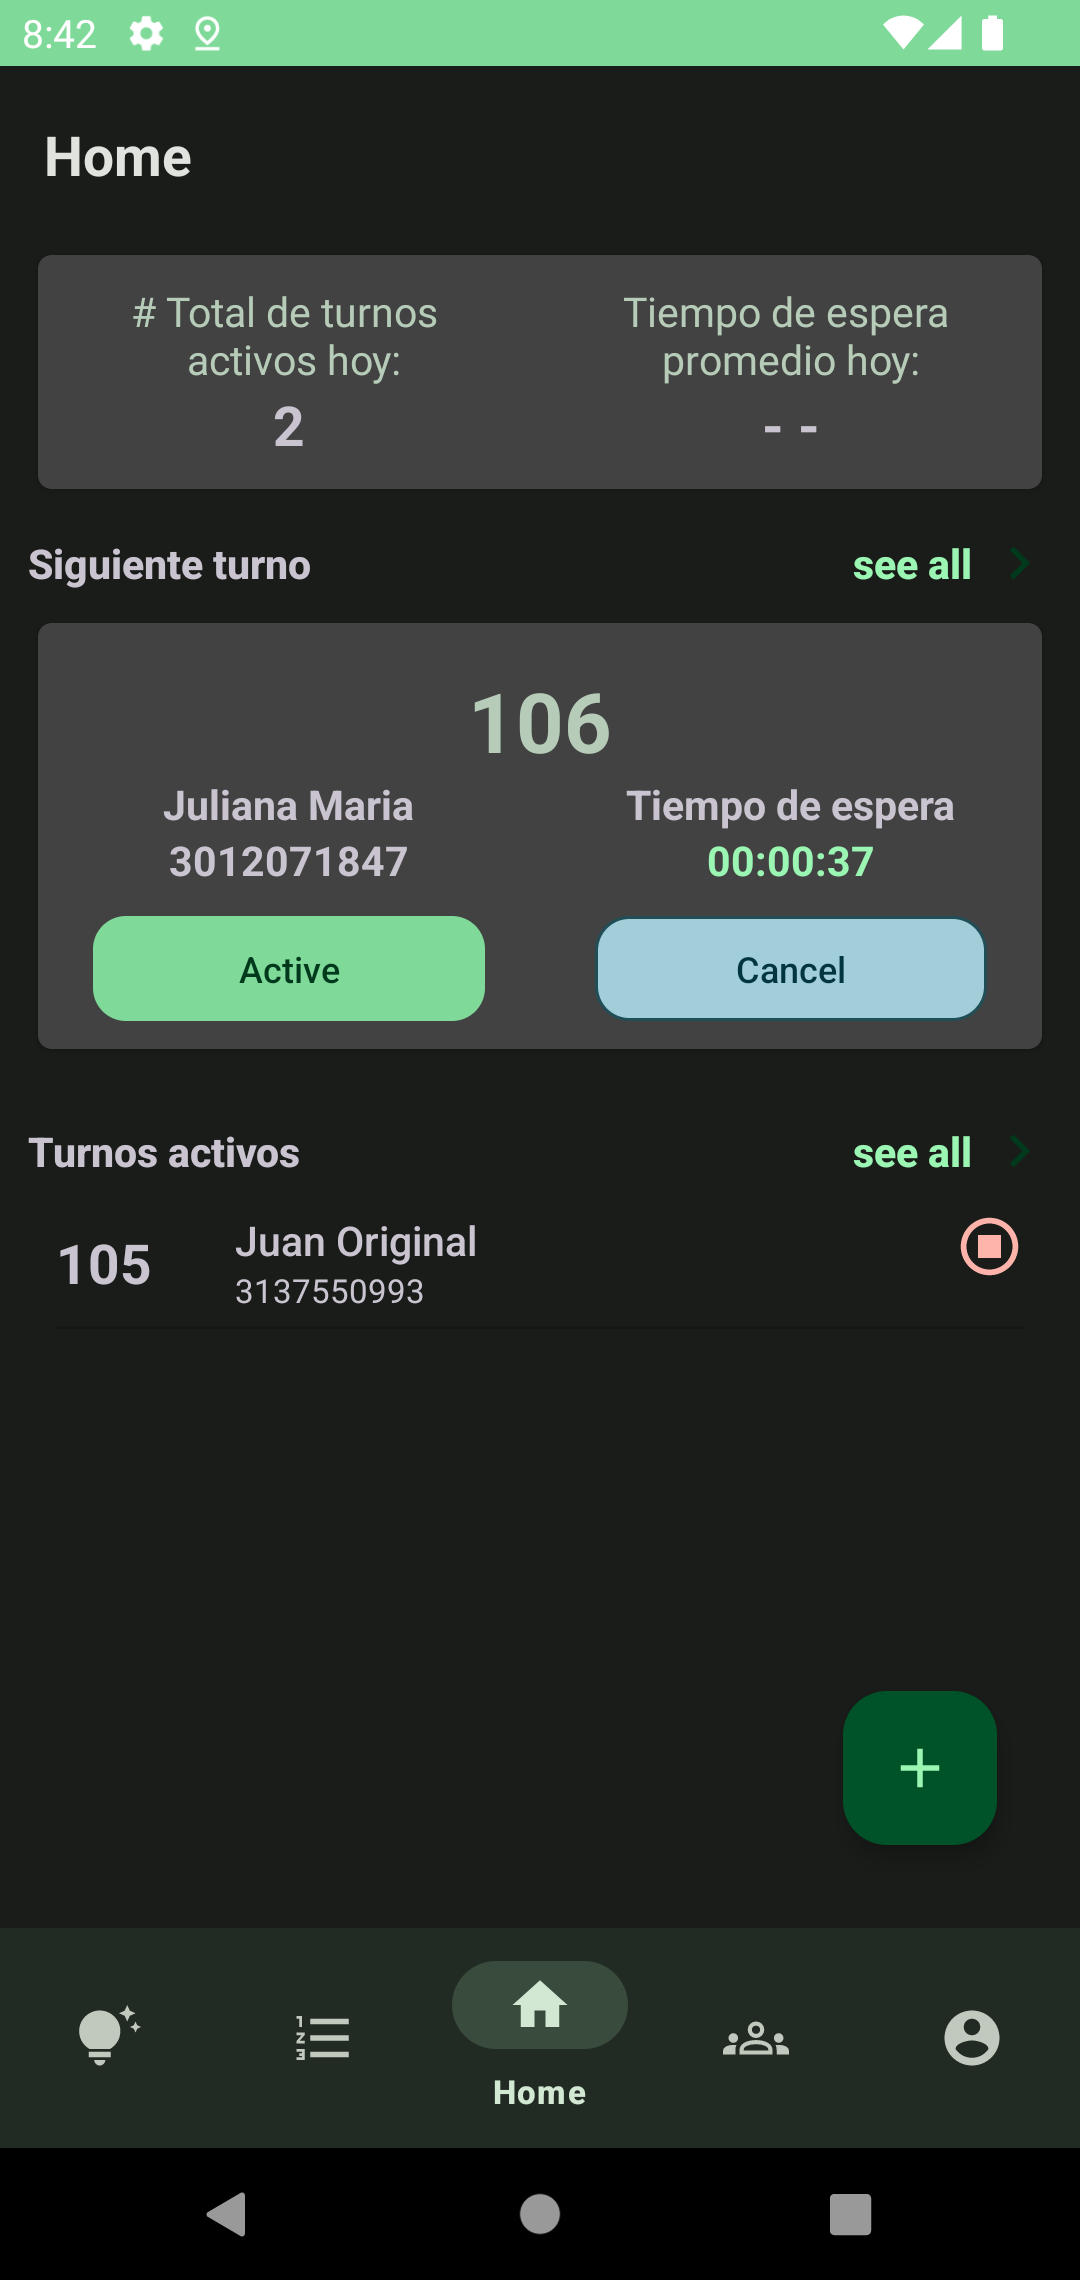 8:42
Home
# Total de turnos
activos hoy:
2
Tiempo de espera
promedio hoy:
- -
Siguiente turno
see all
106
Juliana Maria
3012071847
Tiempo de espera
00:00:37
Active
Cancel
Turnos activos
see all
105
Juan Original
3137550993
Home